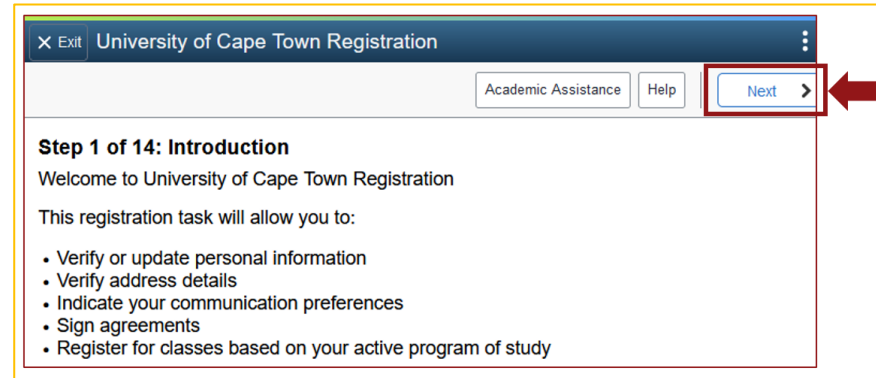 × Exit University of Cape Town Registration
Academic Assistance Help Next
Step 1 of 14: Introduction
Welcome to University of Cape Town Registration
This registration task will allow you to:
• Verify or update personal information
• Verify address details
• Indicate your communication preferences
• Sign agreements
• Register for classes based on your active program of study